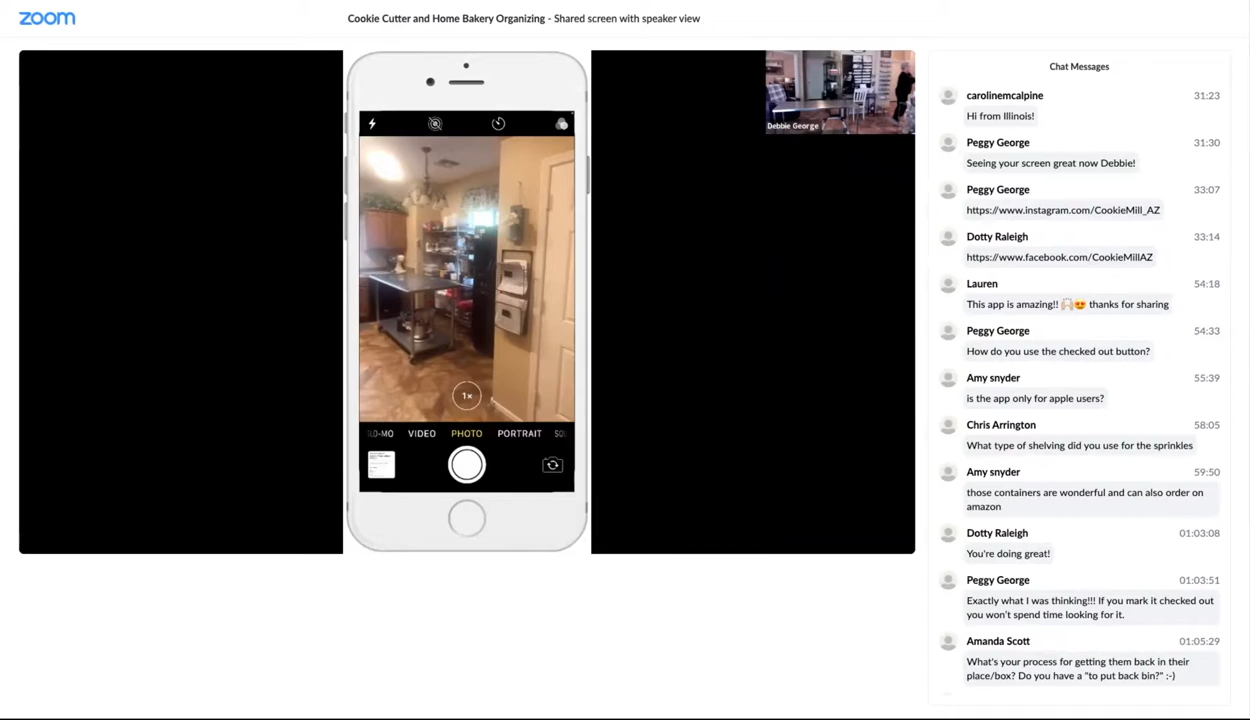 zoom
Cookie Cutter and Home Bakery Organizing - Shared screen with speaker view
Debbie George
1×
VIDEO
PHOTO
PORTRAIT
Chat Messages
carolinemcalpine 31:23
Hi from Illinois!
Peggy George 31:30
Seeing your screen great now Debbie!
Peggy George 33:07
https://www.instagram.com/CookieMill_AZ
Dotty Raleigh 33:14
https://www.facebook.com/CookieMillAZ
Lauren 54:18
This app is amazing!! 🙌🏼😍 thanks for sharing
Peggy George 54:33
How do you use the checked out button?
Amy snyder 55:39
is the app only for apple users?
Chris Arrington 58:05
What type of shelving did you use for the sprinkles
Amy snyder 59:50
those containers are wonderful and can also order on
amazon
Dotty Raleigh 01:03:08
You're doing great!
Peggy George 01:03:51
Exactly what I was thinking!!! If you mark it checked out
you won't spend time looking for it.
Amanda Scott 01:05:29
What's your process for getting them back in their
place/box? Do you have a "to put back bin?" :-)